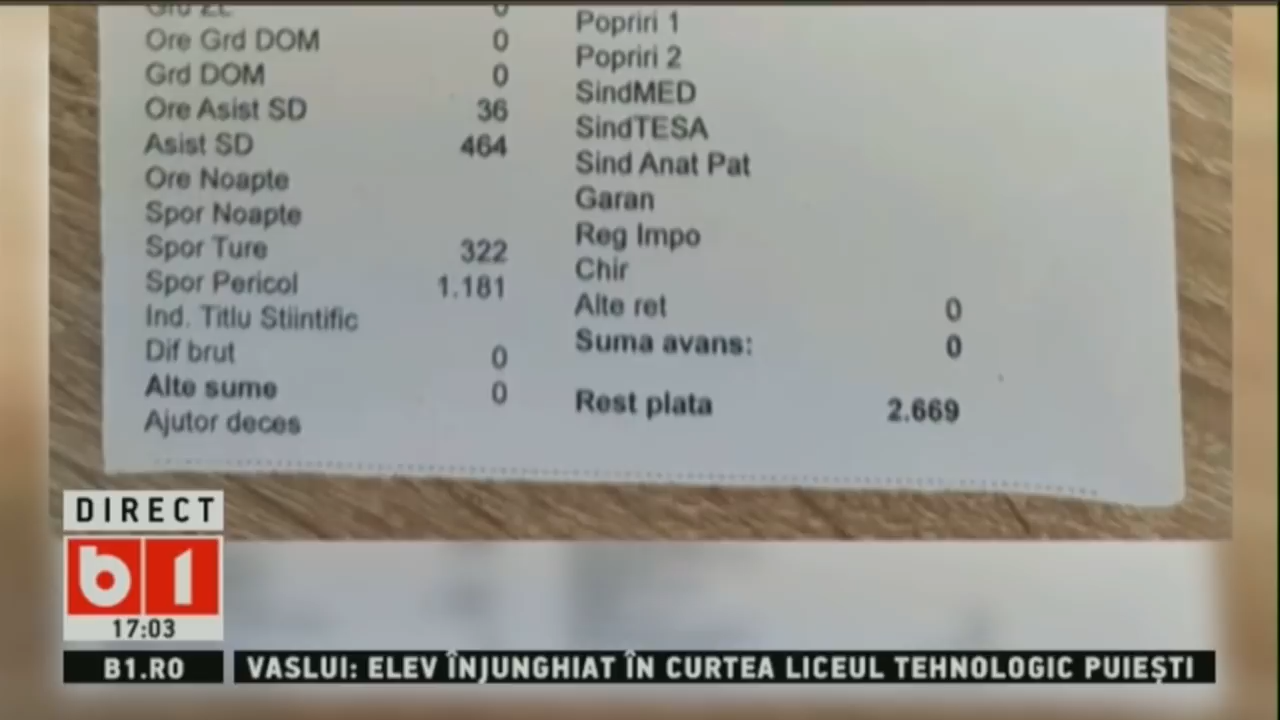 Grd ZL 0
Ore Grd DOM 0
Grd DOM 0
Ore Asist SD 36
Asist SD 464
Ore Noapte
Spor Noapte
Spor Ture 322
Spor Pericol 1.181
Ind. Titlu Stiintific
Dif brut 0
Alte sume 0
Ajutor deces
Popriri 1
Popriri 2
SindMED
SindTESA
Sind Anat Pat
Garan
Reg Impo
Chir
Alte ret 0
Suma avans: 0
Rest plata 2.669
DIRECT
b1
17:03
B1.RO
VASLUI: ELEV ÎNJUNGHIAT ÎN CURTEA LICEUL TEHNOLOGIC PUIEȘTI